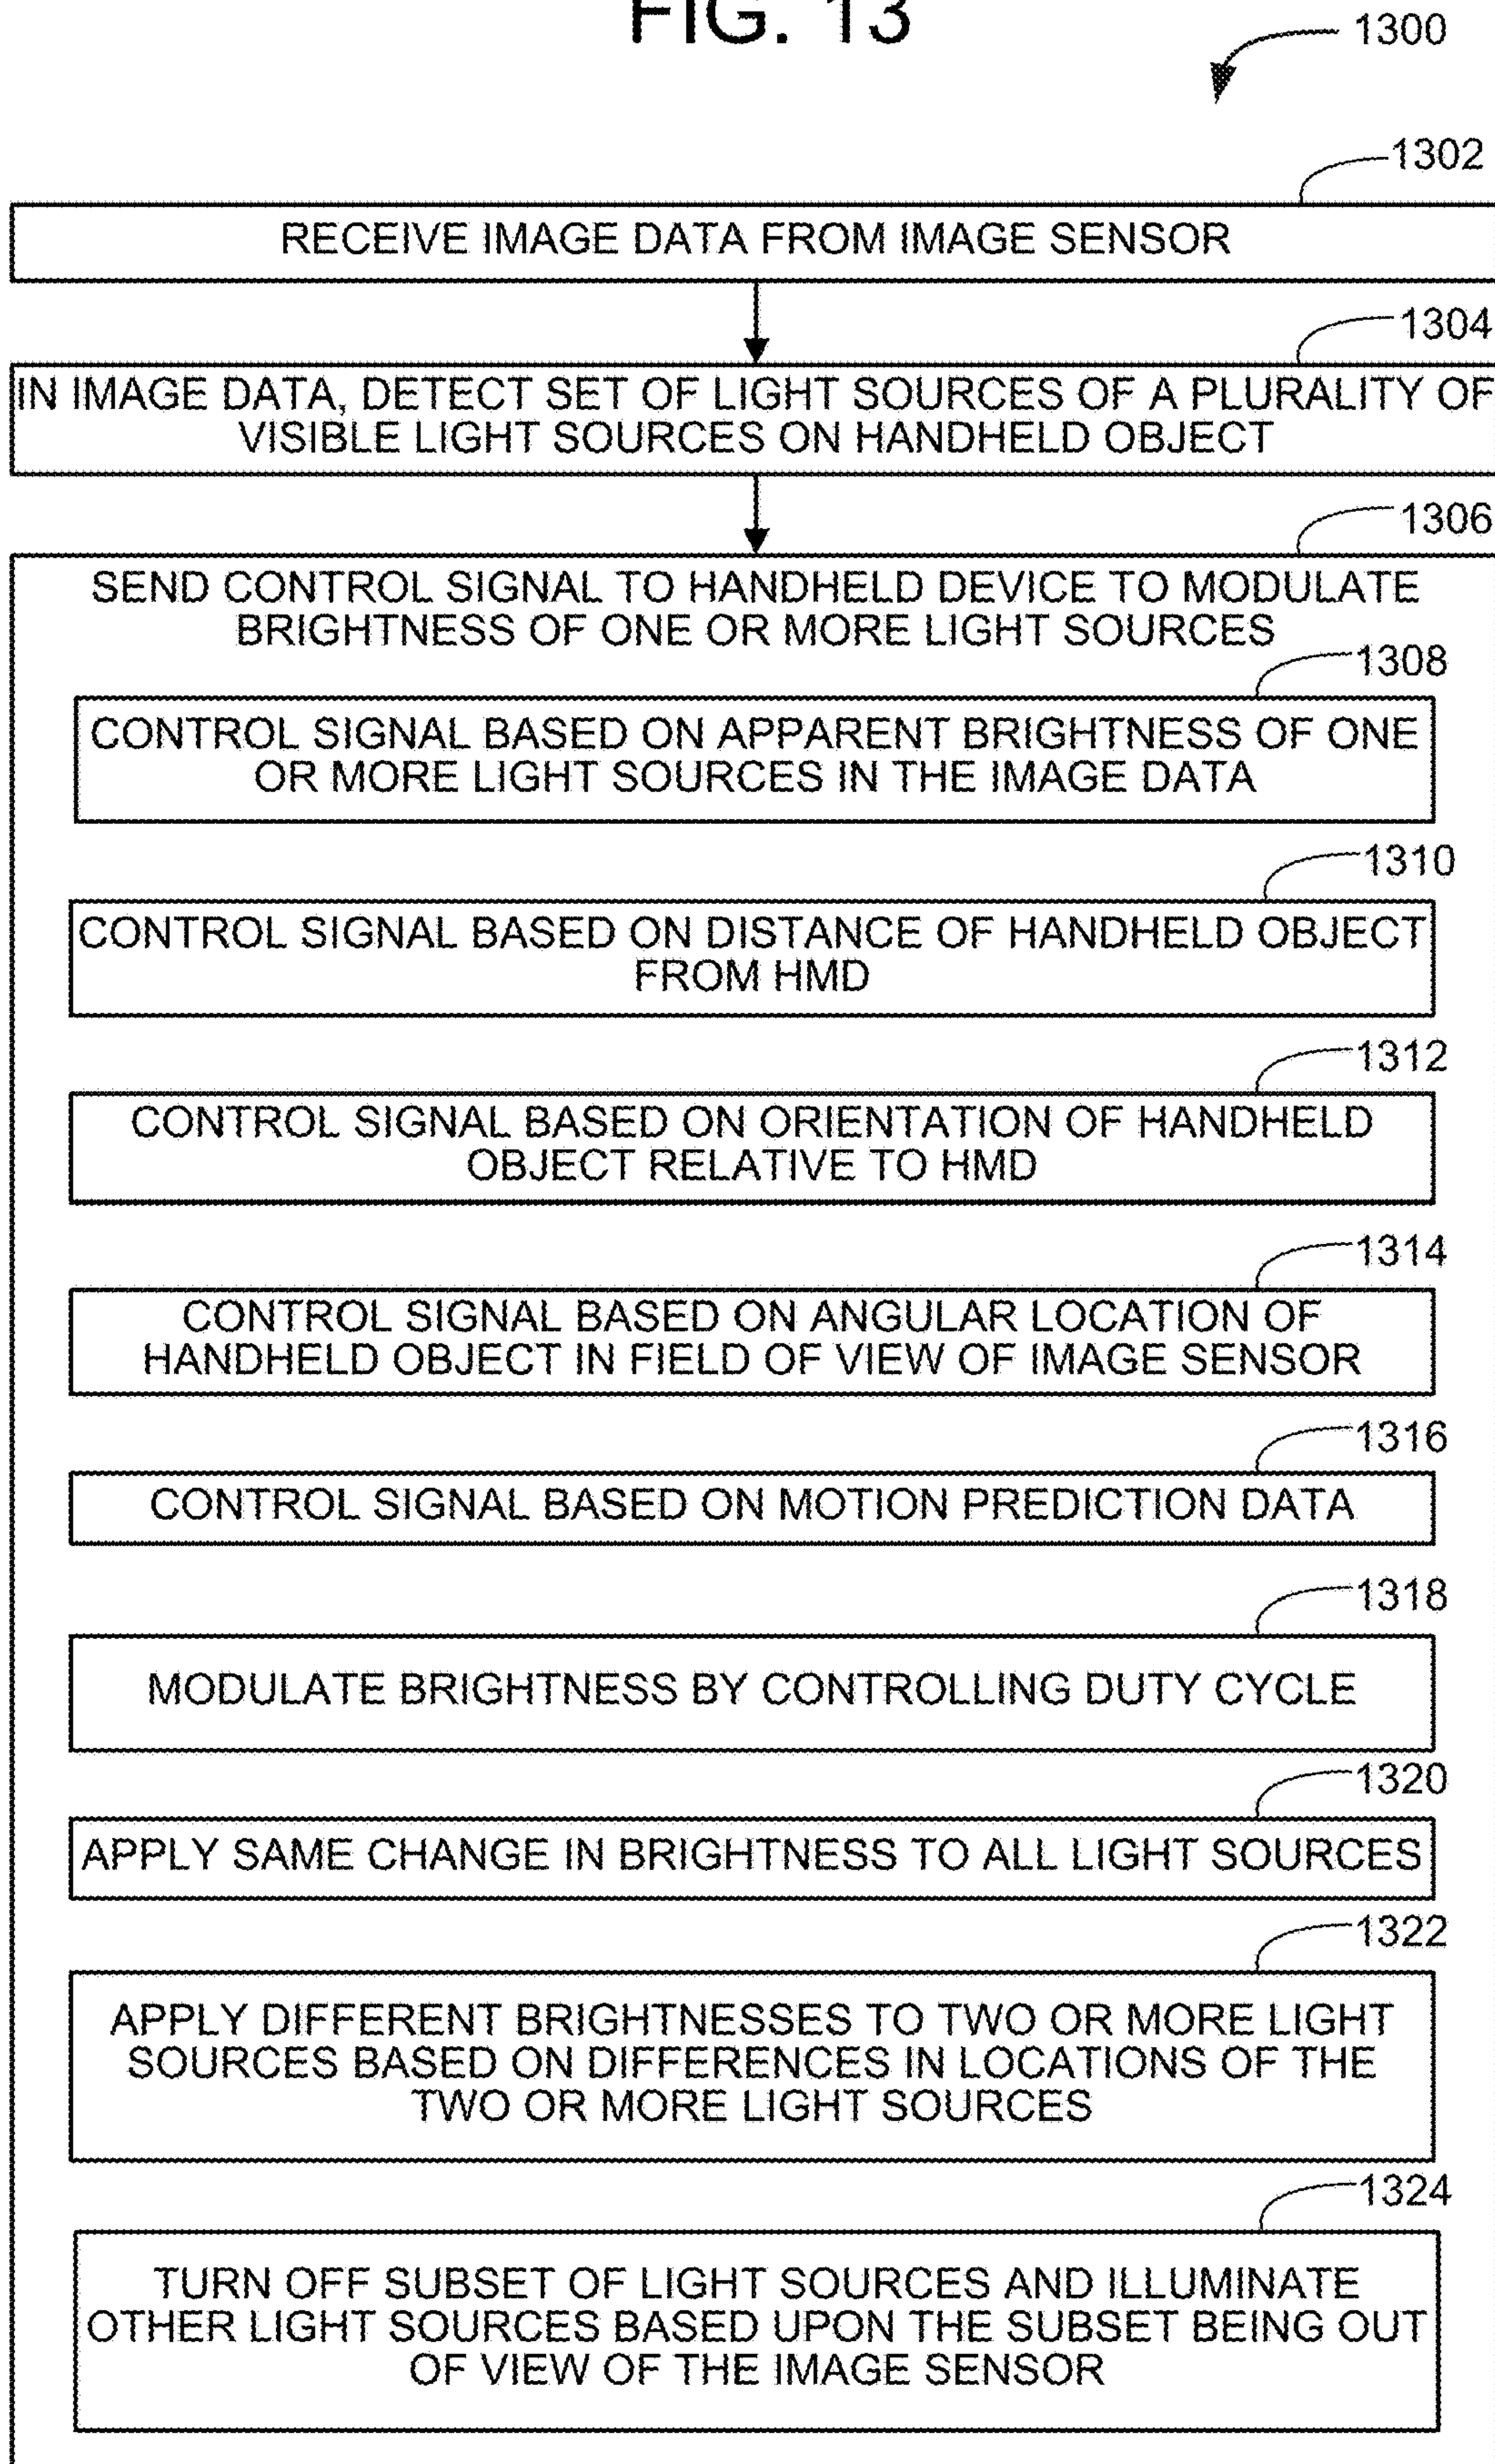 FIG. 13
1300
1302
RECEIVE IMAGE DATA FROM IMAGE SENSOR
1304
IN IMAGE DATA, DETECT SET OF LIGHT SOURCES OF A PLURALITY OF
VISIBLE LIGHT SOURCES ON HANDHELD OBJECT
1306
SEND CONTROL SIGNAL TO HANDHELD DEVICE TO MODULATE
BRIGHTNESS OF ONE OR MORE LIGHT SOURCES
1308
CONTROL SIGNAL BASED ON APPARENT BRIGHTNESS OF ONE
OR MORE LIGHT SOURCES IN THE IMAGE DATA
1310
CONTROL SIGNAL BASED ON DISTANCE OF HANDHELD OBJECT
FROM HMD
1312
CONTROL SIGNAL BASED ON ORIENTATION OF HANDHELD
OBJECT RELATIVE TO HMD
1314
CONTROL SIGNAL BASED ON ANGULAR LOCATION OF
HANDHELD OBJECT IN FIELD OF VIEW OF IMAGE SENSOR
1316
CONTROL SIGNAL BASED ON MOTION PREDICTION DATA
1318
MODULATE BRIGHTNESS BY CONTROLLING DUTY CYCLE
1320
APPLY SAME CHANGE IN BRIGHTNESS TO ALL LIGHT SOURCES
1322
APPLY DIFFERENT BRIGHTNESSES TO TWO OR MORE LIGHT
SOURCES BASED ON DIFFERENCES IN LOCATIONS OF THE
TWO OR MORE LIGHT SOURCES
1324
TURN OFF SUBSET OF LIGHT SOURCES AND ILLUMINATE
OTHER LIGHT SOURCES BASED UPON THE SUBSET BEING OUT
OF VIEW OF THE IMAGE SENSOR